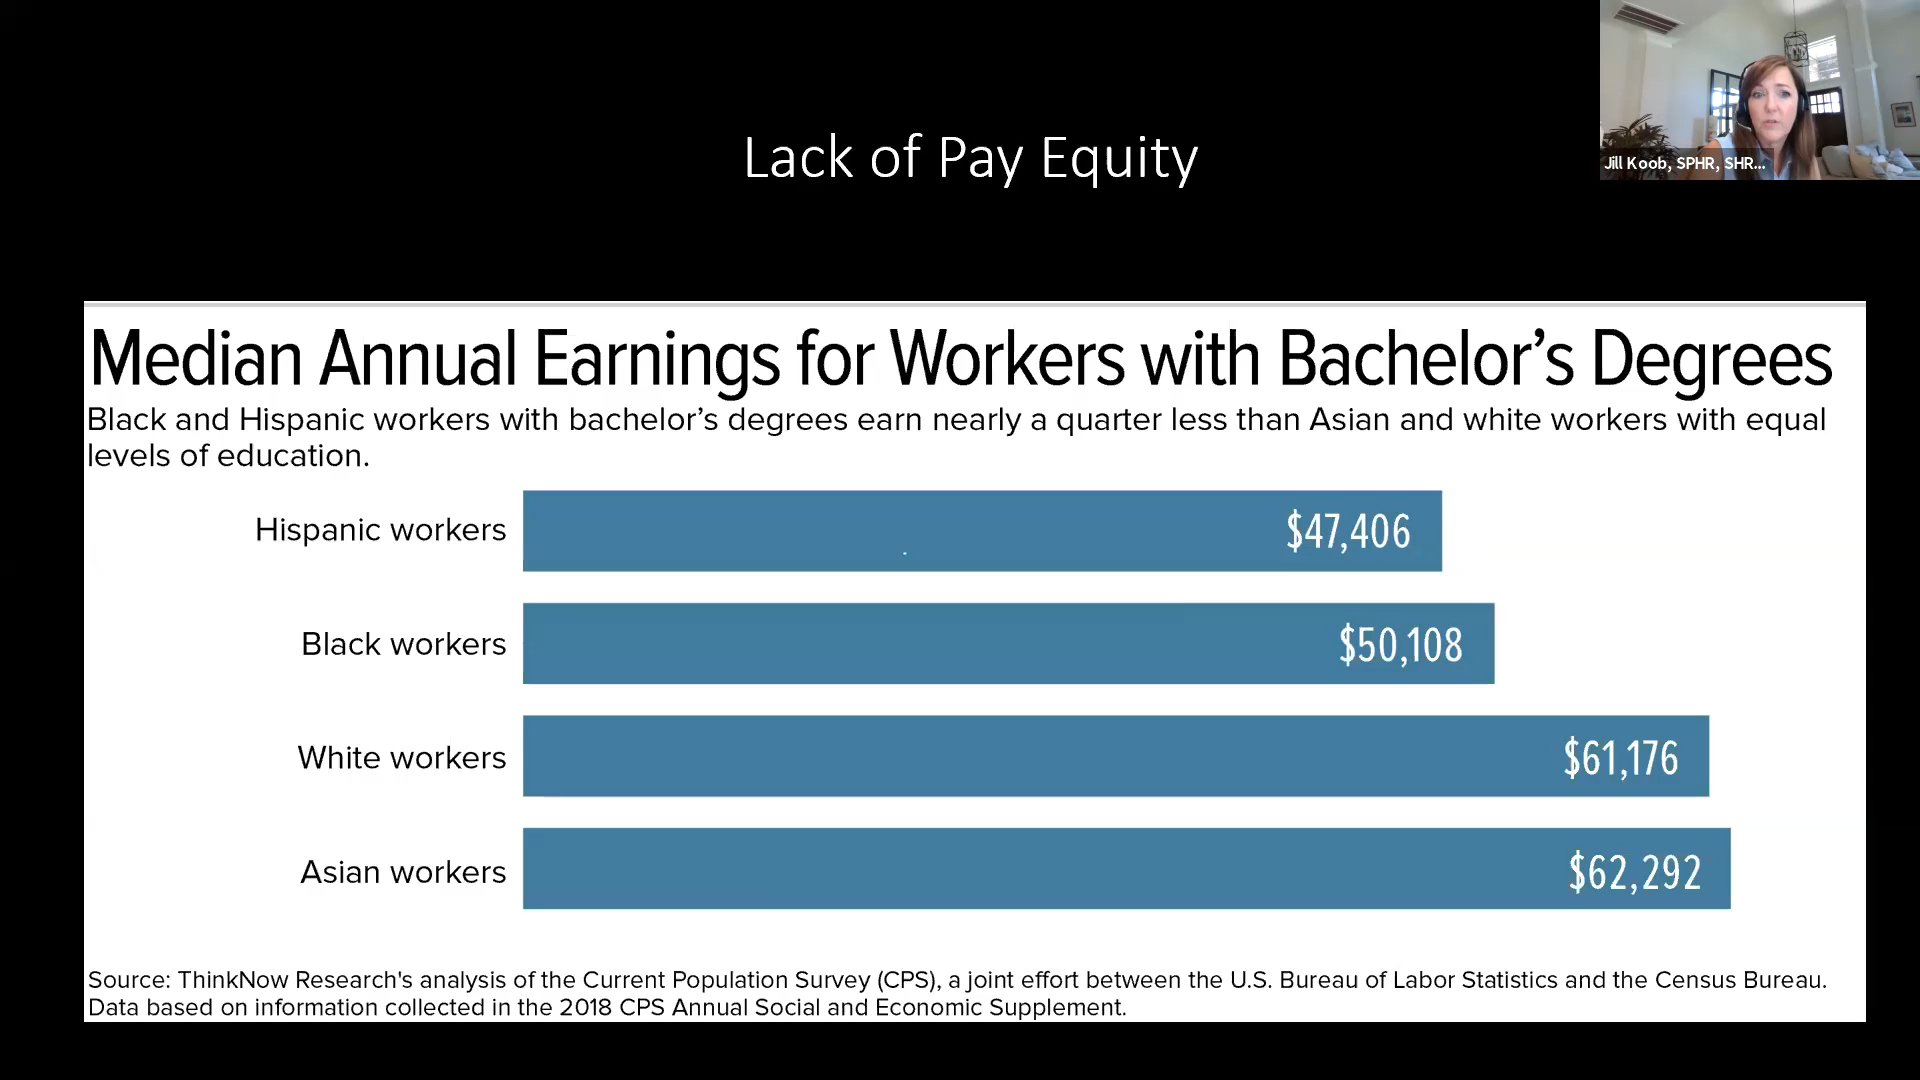 Lack of Pay Equity
Jill Koob, SPHR, SHR...
Median Annual Earnings for Workers with Bachelor’s Degrees
Black and Hispanic workers with bachelor’s degrees earn nearly a quarter less than Asian and white workers with equal
levels of education.
Hispanic workers $47,406
Black workers $50,108
White workers $61,176
Asian workers $62,292
Source: ThinkNow Research's analysis of the Current Population Survey (CPS), a joint effort between the U.S. Bureau of Labor Statistics and the Census Bureau.
Data based on information collected in the 2018 CPS Annual Social and Economic Supplement.